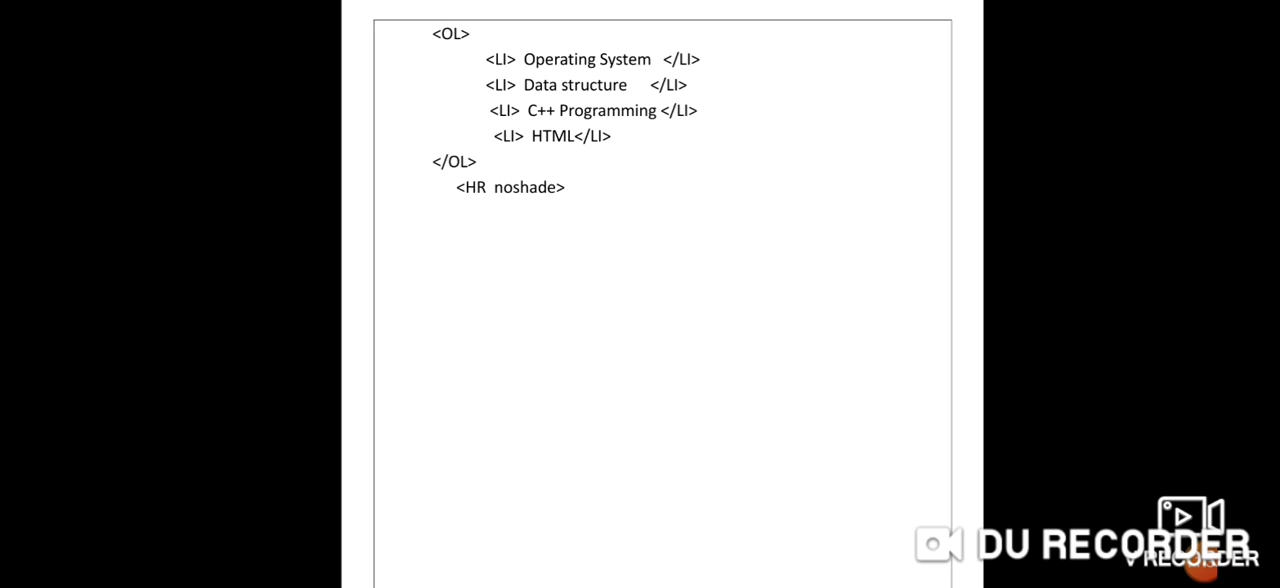 <OL>
<LI> Operating System </LI>
<LI> Data structure </LI>
<LI> C++ Programming </LI>
<LI> HTML</LI>
</OL>
<HR noshade>
DU RECORDER
V RECORDER